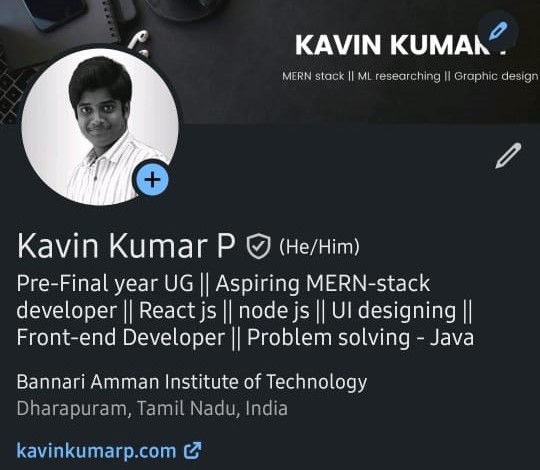 KAVIN KUMAR
MERN stack || ML researching || Graphic design
Kavin Kumar P (He/Him)
Pre-Final year UG || Aspiring MERN-stack
developer || React js || node js || UI designing ||
Front-end Developer || Problem solving - Java
Bannari Amman Institute of Technology
Dharapuram, Tamil Nadu, India
kavinkumarp.com